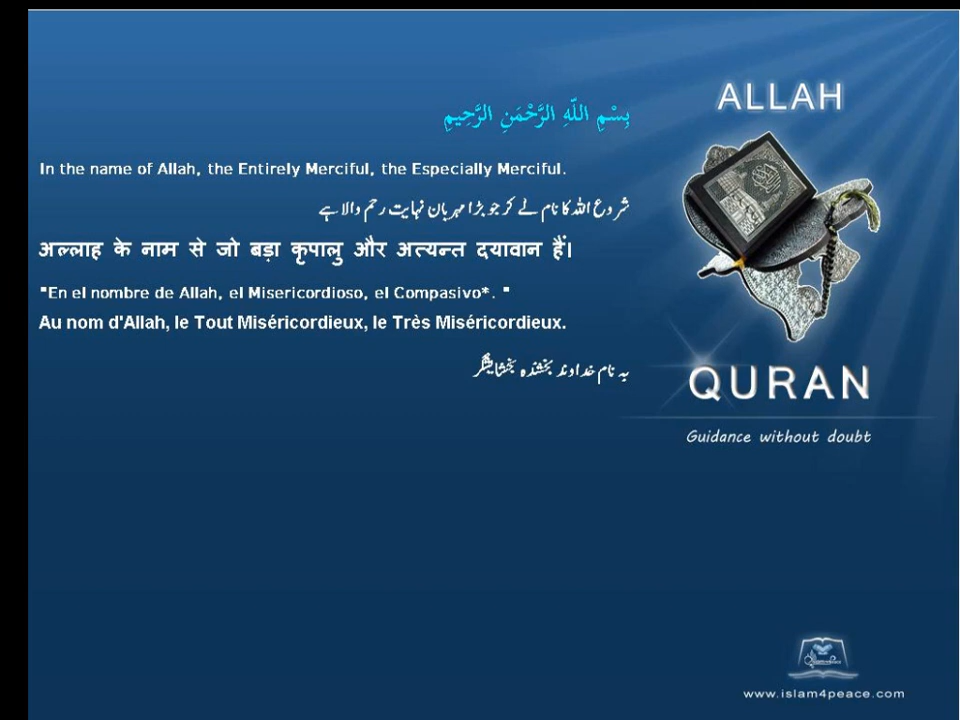 بِسْمِ اللّهِ الرَّحْمَنِ الرَّحِيمِ
In the name of Allah, the Entirely Merciful, the Especially Merciful.
شروع الله کا نام لے کر جو بڑا مہربان نہایت رحم والا ہے
अल्लाह के नाम से जो बड़ा कृपालु और अत्यन्त दयावान हैं।
"En el nombre de Allah, el Misericordioso, el Compasivo*. "
Au nom d'Allah, le Tout Miséricordieux, le Très Miséricordieux.
به نام خداوند بخشنده بخشایشگر
ALLAH
QURAN
Guidance without doubt
www.islam4peace.com